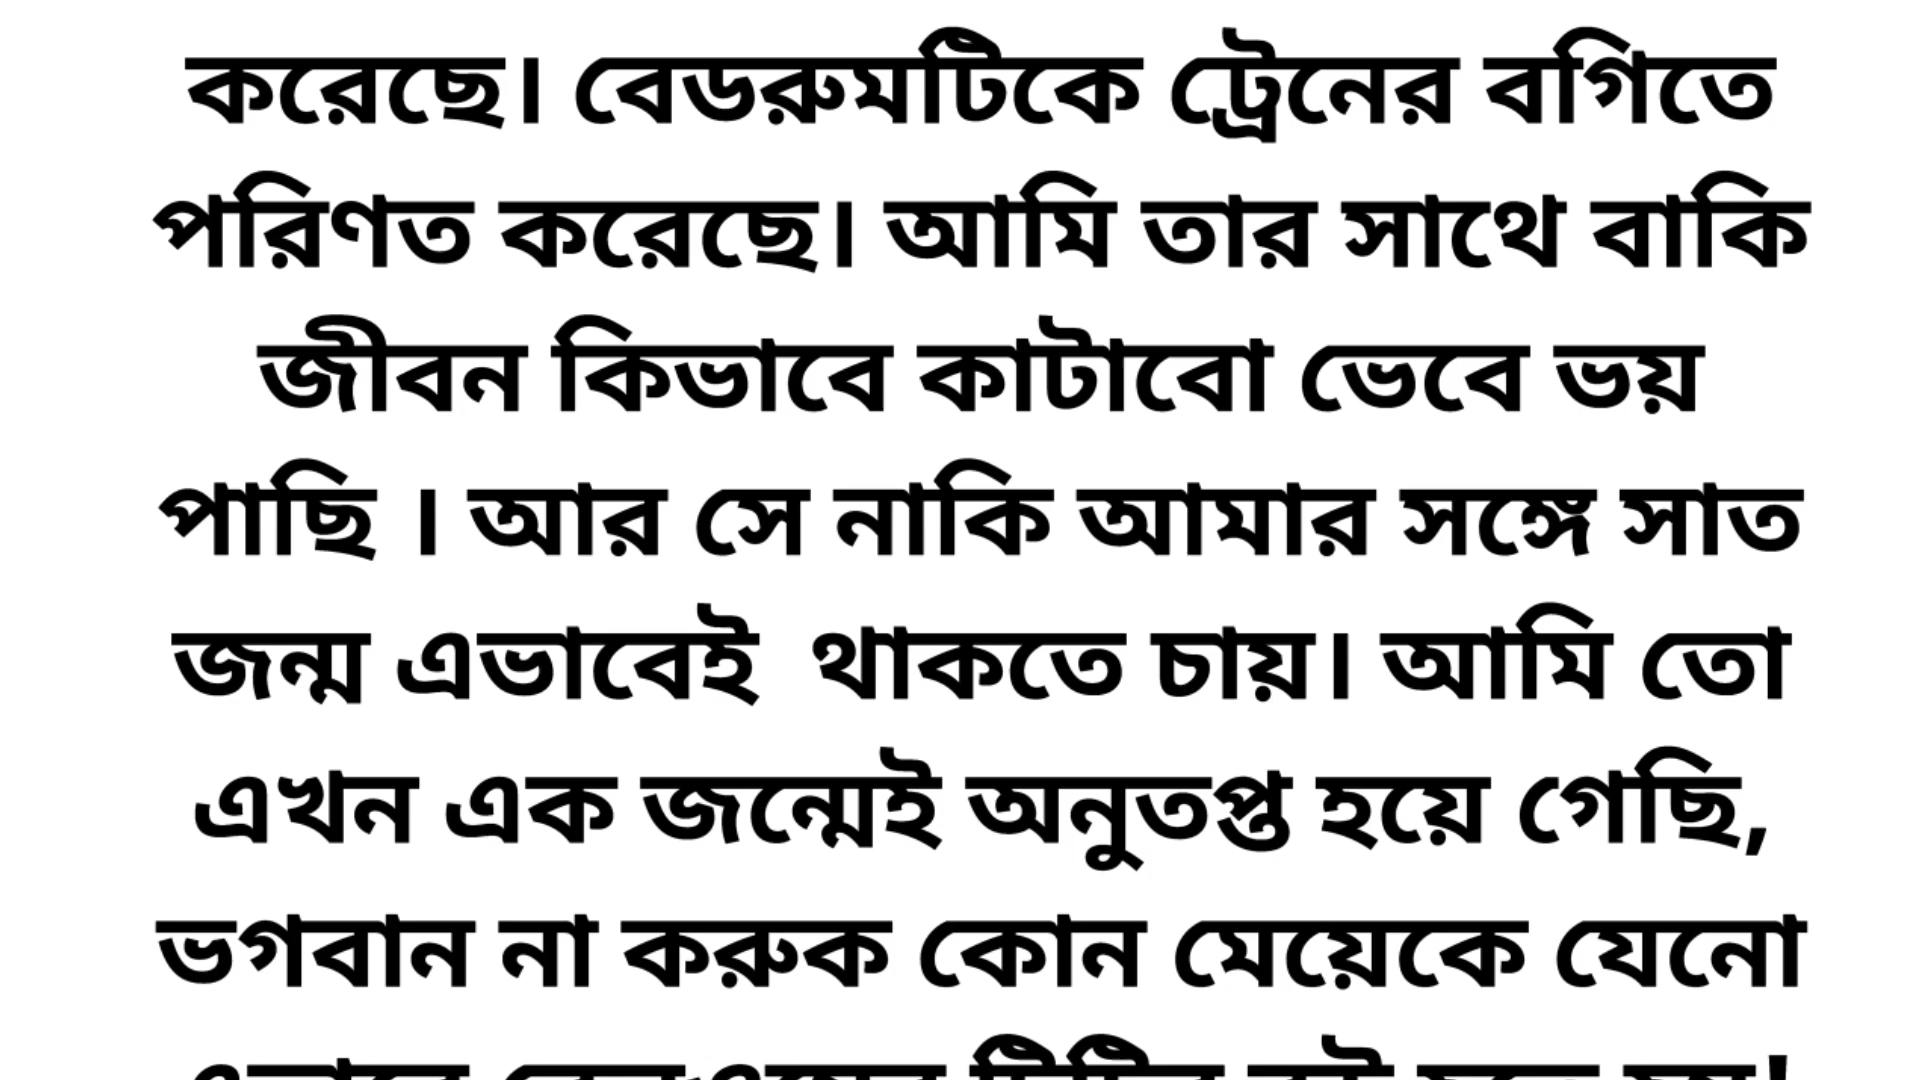 করেছে। বেডরুমটিকে ট্রেনের বগিতে
পরিণত করেছে। আমি তার সাথে বাকি
জীবন কিভাবে কাটাবো ভেবে ভয়
পাছি । আর সে নাকি আমার সঙ্গে সাত
জন্ম এভাবেই  থাকতে চায়। আমি তো
এখন এক জন্মেই অনুতপ্ত হয়ে গেছি,
ভগবান না করুক কোন মেয়েকে যেনো